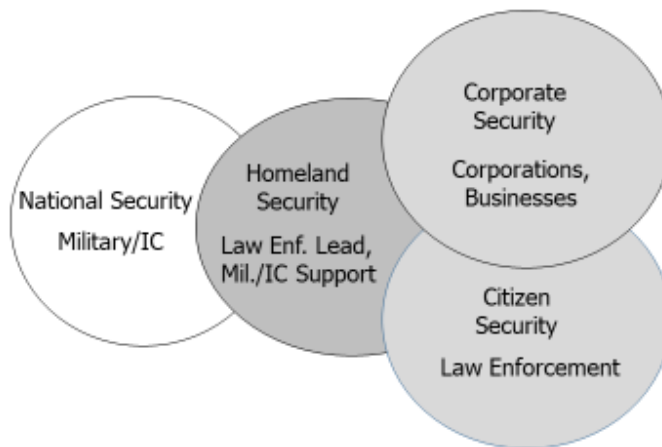 National Security
Military/IC
Homeland
Security
Law Enf. Lead,
Mil./IC Support
Corporate
Security
Corporations,
Businesses
Citizen
Security
Law Enforcement